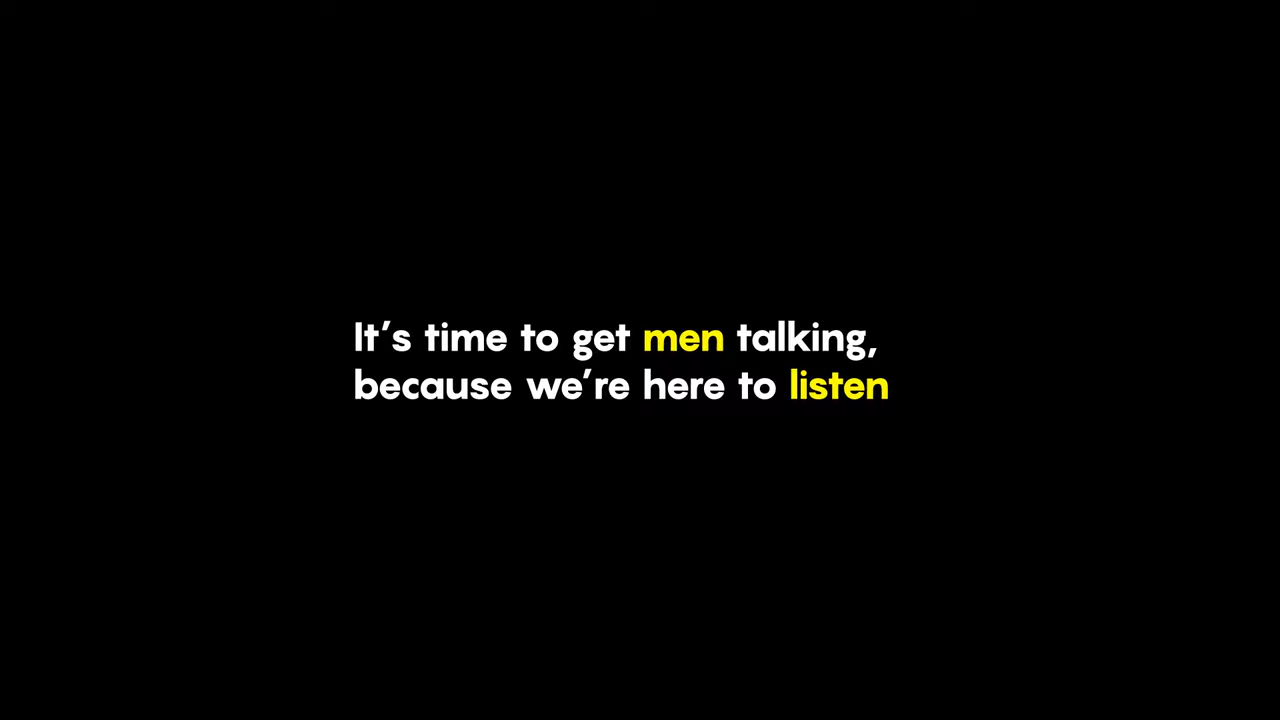 It’s time to get men talking,
because we’re here to listen